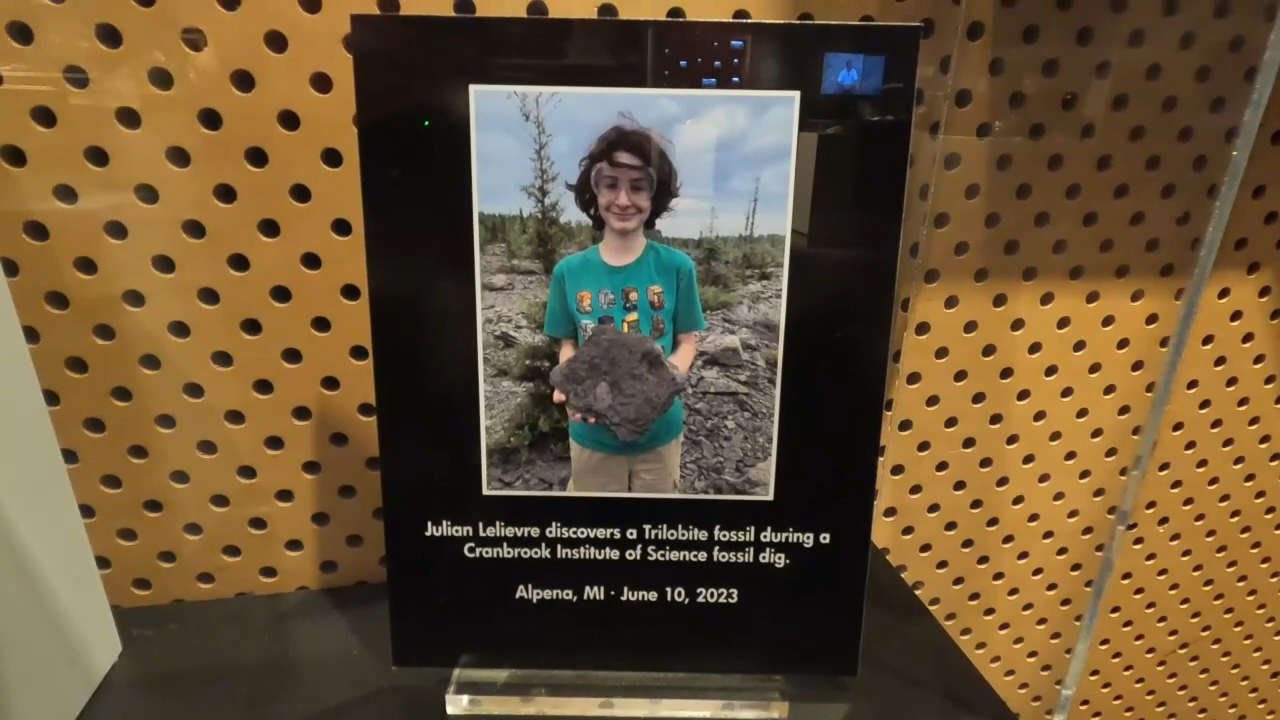 Julian Lelievre discovers a Trilobite fossil during a
Cranbrook Institute of Science fossil dig.
Alpena, MI · June 10, 2023